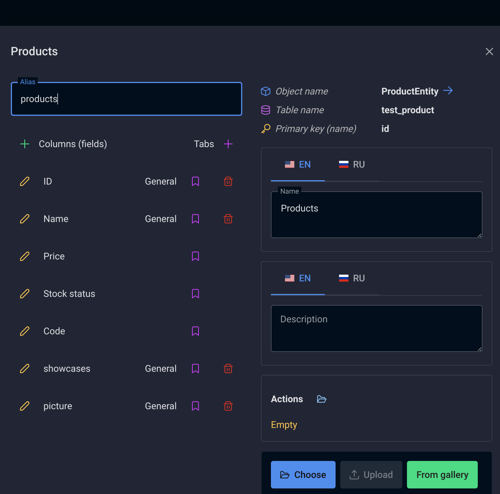 Products
Alias
products
Columns (fields) Tabs
ID General
Name General
Price
Stock status
Code
showcases General
picture General
Object name ProductEntity
Table name test_product
Primary key (name) id
EN RU
Name
Products
EN RU
Description
Actions
Empty
Choose Upload From gallery